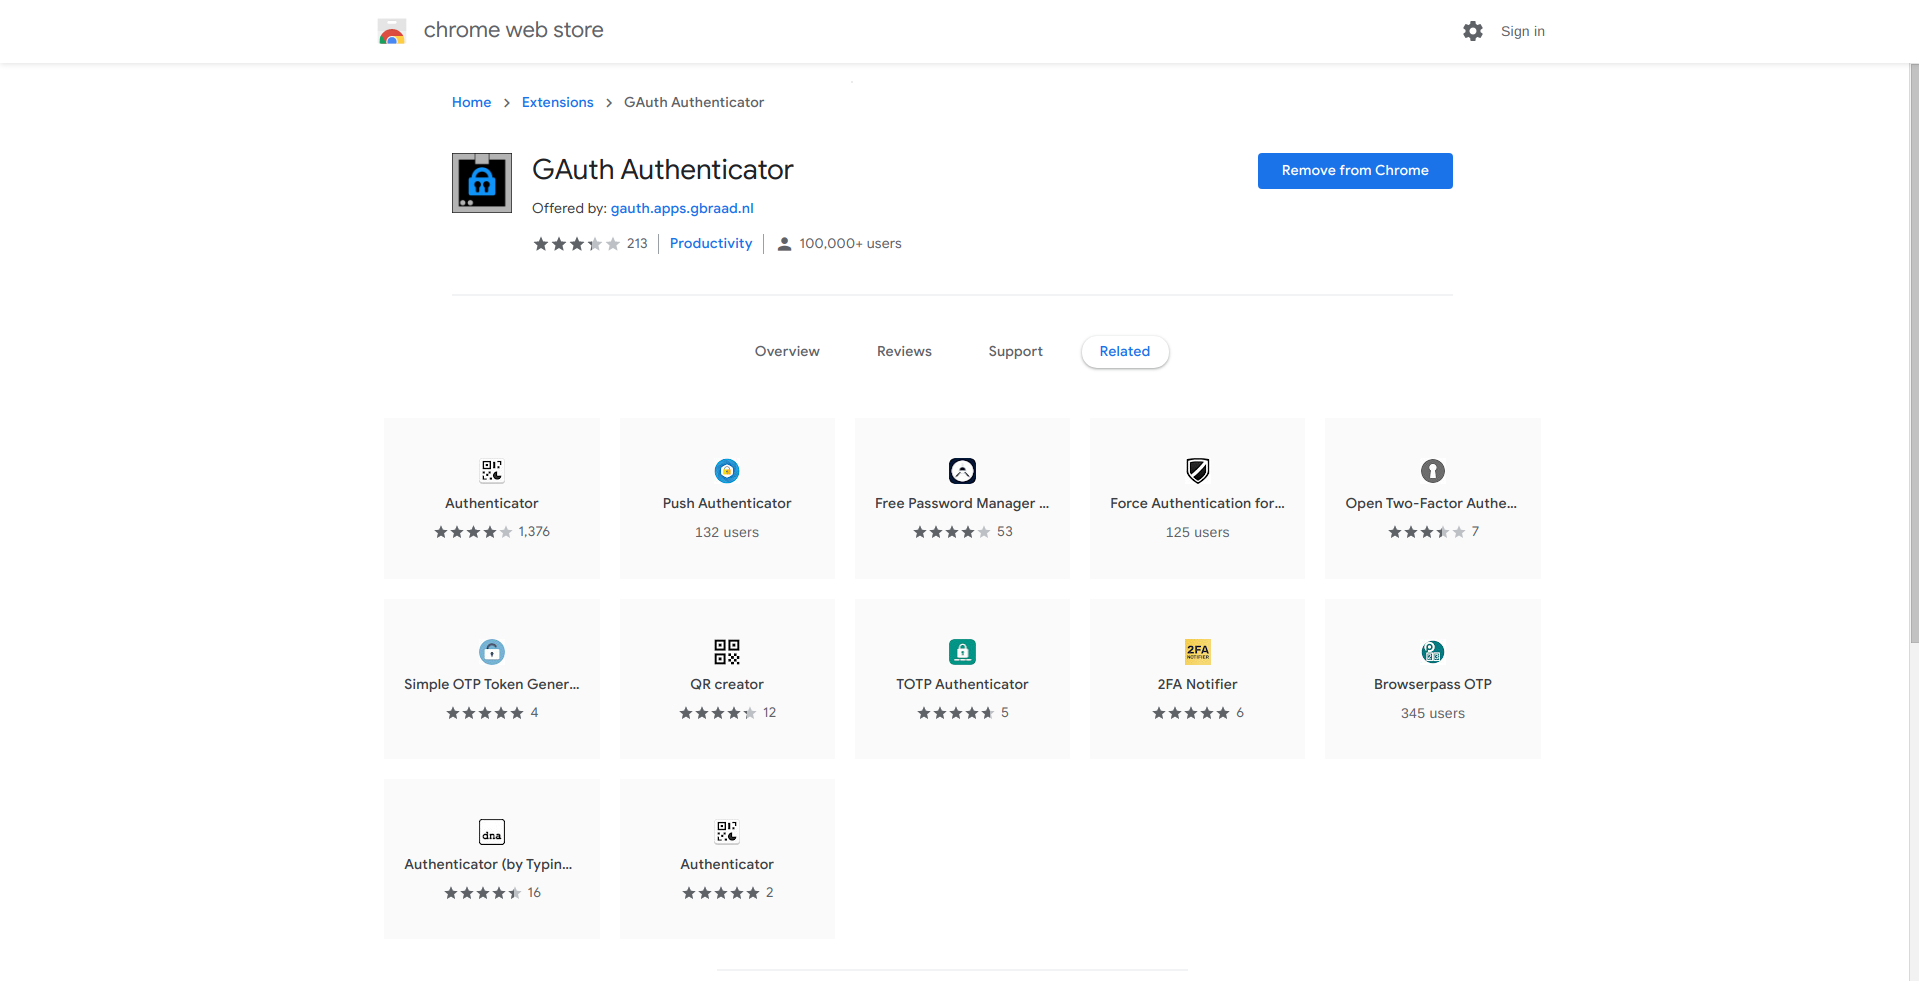 chrome web store
Sign in
Home > Extensions > GAuth Authenticator
GAuth Authenticator
Remove from Chrome
Offered by: gauth.apps.gbraad.nl
213 Productivity 100,000+ users
Overview Reviews Support Related
Authenticator
1,376
Push Authenticator
132 users
Free Password Manager ...
53
Force Authentication for...
125 users
Open Two-Factor Authe...
7
Simple OTP Token Gener...
4
QR creator
12
TOTP Authenticator
5
2FA
NOTIFIER
2FA Notifier
6
Browserpass OTP
345 users
dna
Authenticator (by Typin...
16
Authenticator
2